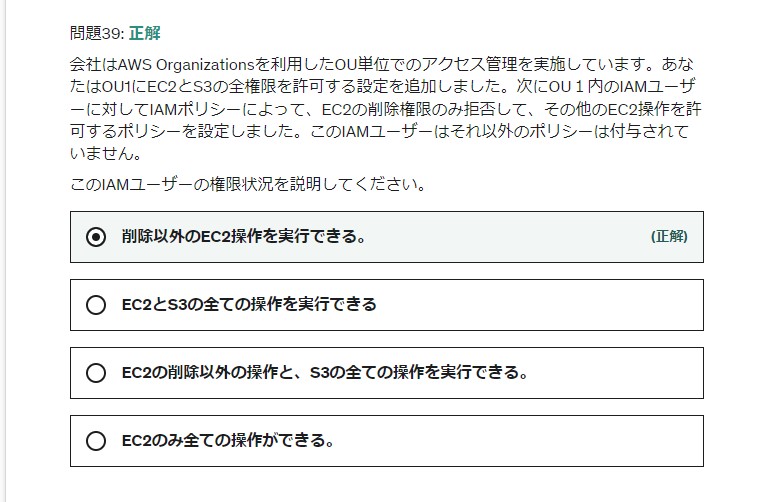 問題39: 正解
会社はAWS Organizationsを利用したOU単位でのアクセス管理を実施しています。あな
たはOU1にEC2とS3の全権限を許可する設定を追加しました。次にOU１内のIAMユーザ
ーに対してIAMポリシーによって、EC2の削除権限のみ拒否して、その他のEC2操作を許
可するポリシーを設定しました。このIAMユーザーはそれ以外のポリシーは付与されて
いません。
このIAMユーザーの権限状況を説明してください。
削除以外のEC2操作を実行できる。 (正解)
EC2とS3の全ての操作を実行できる
EC2の削除以外の操作と、S3の全ての操作を実行できる。
EC2のみ全ての操作ができる。